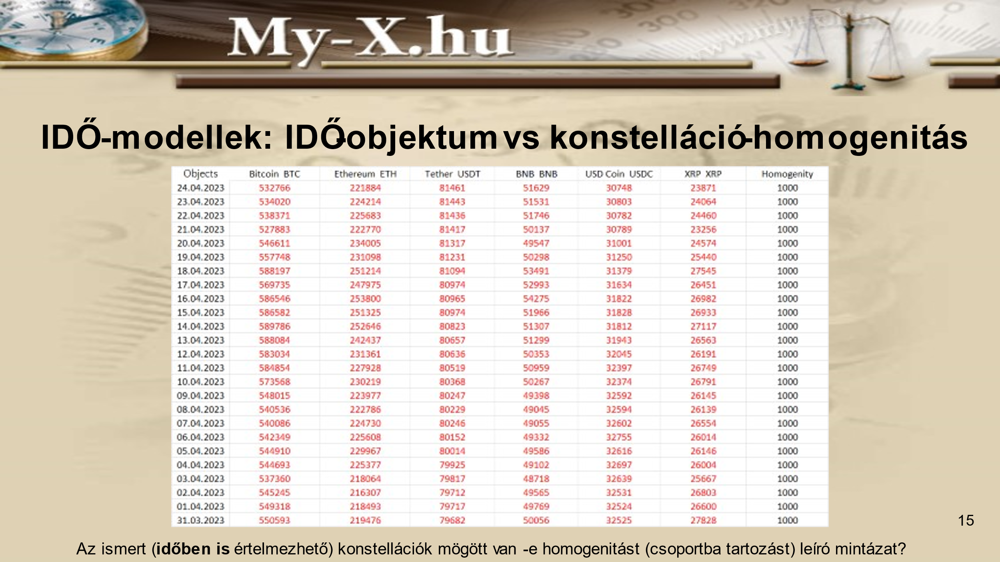 My-X.hu
www.my-x.hu
IDŐ-modellek: IDŐ-objektum vs konstelláció-homogenitás
Objects Bitcoin BTC Ethereum ETH Tether USDT BNB BNB USD Coin USDC XRP XRP Homogenity
24.04.2023 532766 221884 81461 51629 30748 23871 1000
23.04.2023 534020 224214 81443 51531 30803 24064 1000
22.04.2023 538371 225683 81436 51746 30782 24460 1000
21.04.2023 527883 222770 81417 50137 30789 23256 1000
20.04.2023 546611 234005 81317 49547 31001 24574 1000
19.04.2023 557748 231098 81231 50298 31250 25440 1000
18.04.2023 588197 251214 81094 53491 31379 27545 1000
17.04.2023 569735 247975 80974 52993 31634 26451 1000
16.04.2023 586546 253800 80965 54275 31822 26982 1000
15.04.2023 586582 251325 80974 51966 31828 26933 1000
14.04.2023 589786 252646 80823 51307 31812 27117 1000
13.04.2023 588084 242437 80657 51299 31943 26563 1000
12.04.2023 583034 231361 80636 50353 32045 26191 1000
11.04.2023 584854 227928 80519 50959 32397 26749 1000
10.04.2023 573568 230219 80368 50267 32374 26791 1000
09.04.2023 548015 223977 80247 49398 32592 26145 1000
08.04.2023 540536 222786 80229 49045 32594 26139 1000
07.04.2023 540086 224730 80246 49055 32602 26554 1000
06.04.2023 542349 225608 80152 49332 32755 26014 1000
05.04.2023 544910 229967 80014 49586 32616 26146 1000
04.04.2023 544693 225377 79925 49102 32697 26004 1000
03.04.2023 537360 218064 79817 48718 32639 25667 1000
02.04.2023 545245 216307 79712 49565 32531 26803 1000
01.04.2023 549318 218493 79717 49769 32524 26600 1000
31.03.2023 550593 219476 79682 50056 32525 27828 1000
15
Az ismert (időben is értelmezhető) konstellációk mögött van -e homogenitást (csoportba tartozást) leíró mintázat?